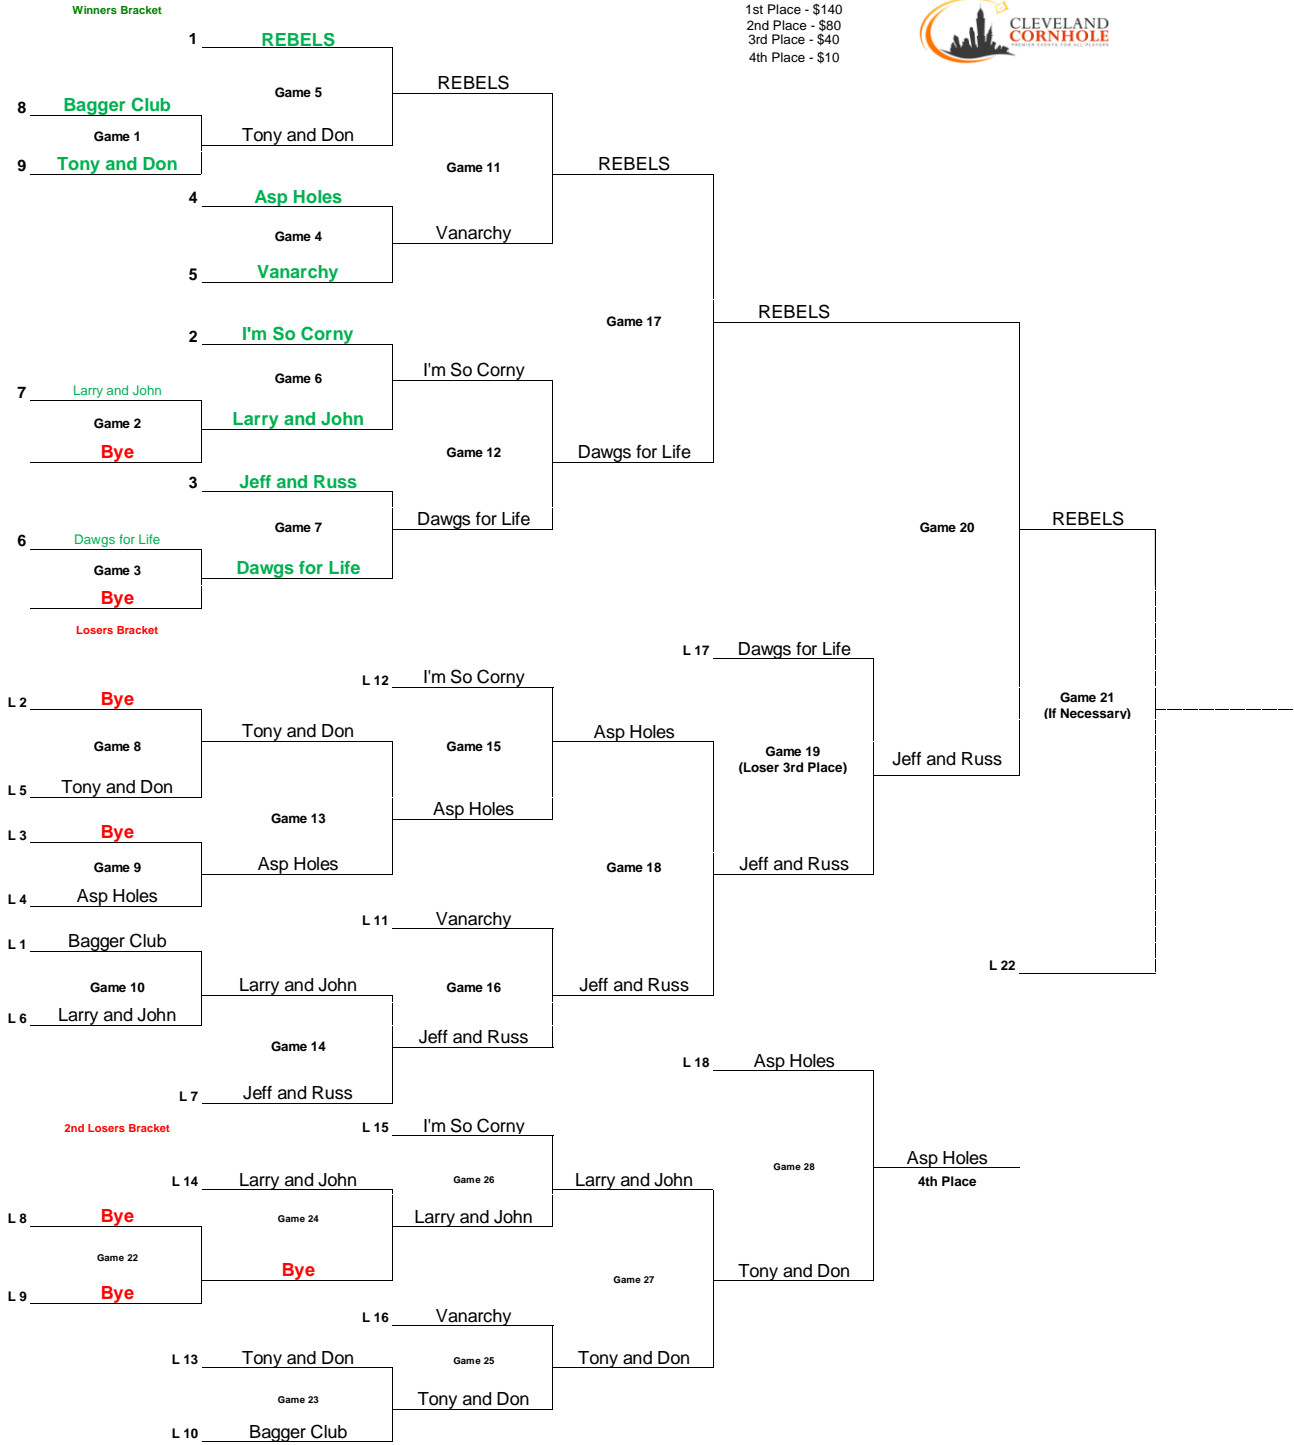 Winners Bracket
1st Place - $140
2nd Place - $80
3rd Place - $40
4th Place - $10
CLEVELAND
CORNHOLE
PREMIER EVENTS FOR ALL PLAYERS
1 REBELS
REBELS
Game 5
8 Bagger Club
Game 1
Tony and Don
9 Tony and Don
Game 11
REBELS
4 Asp Holes
Game 4
Vanarchy
5 Vanarchy
Game 17
REBELS
2 I'm So Corny
I'm So Corny
Game 6
7 Larry and John
Game 2
Larry and John
Bye
Game 12
Dawgs for Life
3 Jeff and Russ
Game 7
Dawgs for Life
6 Dawgs for Life
Game 3
Dawgs for Life
Bye
Game 20
REBELS
Losers Bracket
L 17 Dawgs for Life
L 12 I'm So Corny
L 2 Bye
Game 21
(If Necessary)
Tony and Don
Asp Holes
Game 8
Game 15
Game 19
(Loser 3rd Place)
Jeff and Russ
L 5 Tony and Don
Asp Holes
Game 13
L 3 Bye
Game 9
Asp Holes
Game 18
Jeff and Russ
L 4 Asp Holes
L 11 Vanarchy
L 1 Bagger Club
L 22
Game 10
Larry and John
Game 16
Jeff and Russ
L 6 Larry and John
Game 14
Jeff and Russ
L 18 Asp Holes
L 7 Jeff and Russ
2nd Losers Bracket
L 15 I'm So Corny
Game 28
Asp Holes
4th Place
L 14 Larry and John
Game 26
Larry and John
L 8 Bye
Game 24
Larry and John
Game 22
Bye
L 9 Bye
Game 27
Tony and Don
L 16 Vanarchy
L 13 Tony and Don
Game 25
Tony and Don
Game 23
Tony and Don
L 10 Bagger Club